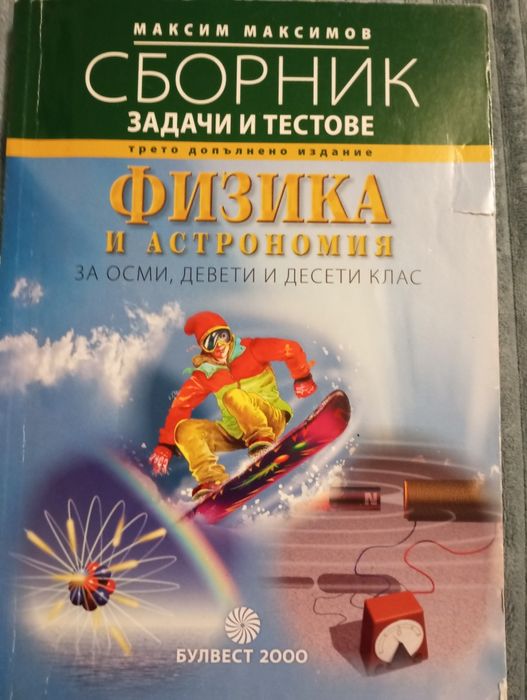 МАКСИМ МАКСИМОВ
СБОРНИК
ЗАДАЧИ И ТЕСТОВЕ
трето допълнено издание
ФИЗИКА
И АСТРОНОМИЯ
ЗА ОСМИ, ДЕВЕТИ И ДЕСЕТИ КЛАС
N
БУЛВЕСТ 2000